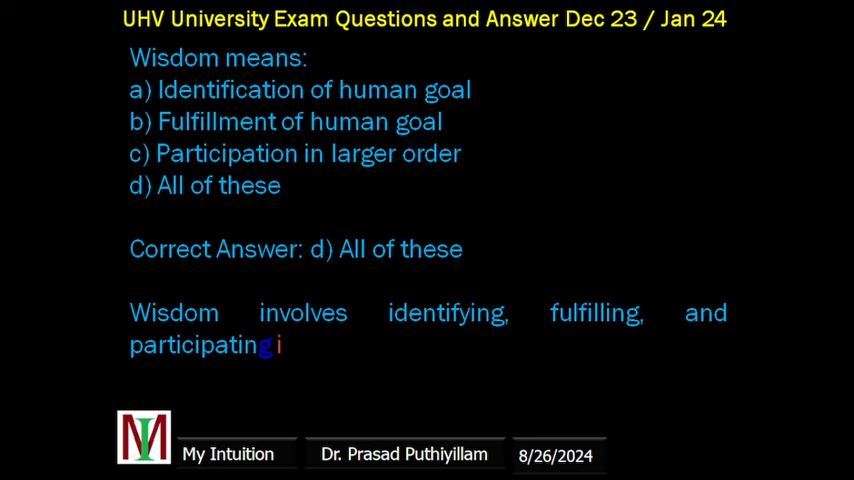 UHV University Exam Questions and Answer Dec 23 / Jan 24
Wisdom means:
a) Identification of human goal
b) Fulfillment of human goal
c) Participation in larger order
d) All of these
Correct Answer: d) All of these
Wisdom involves identifying, fulfilling, and
participating i
MI
My Intuition
Dr. Prasad Puthiyillam
8/26/2024